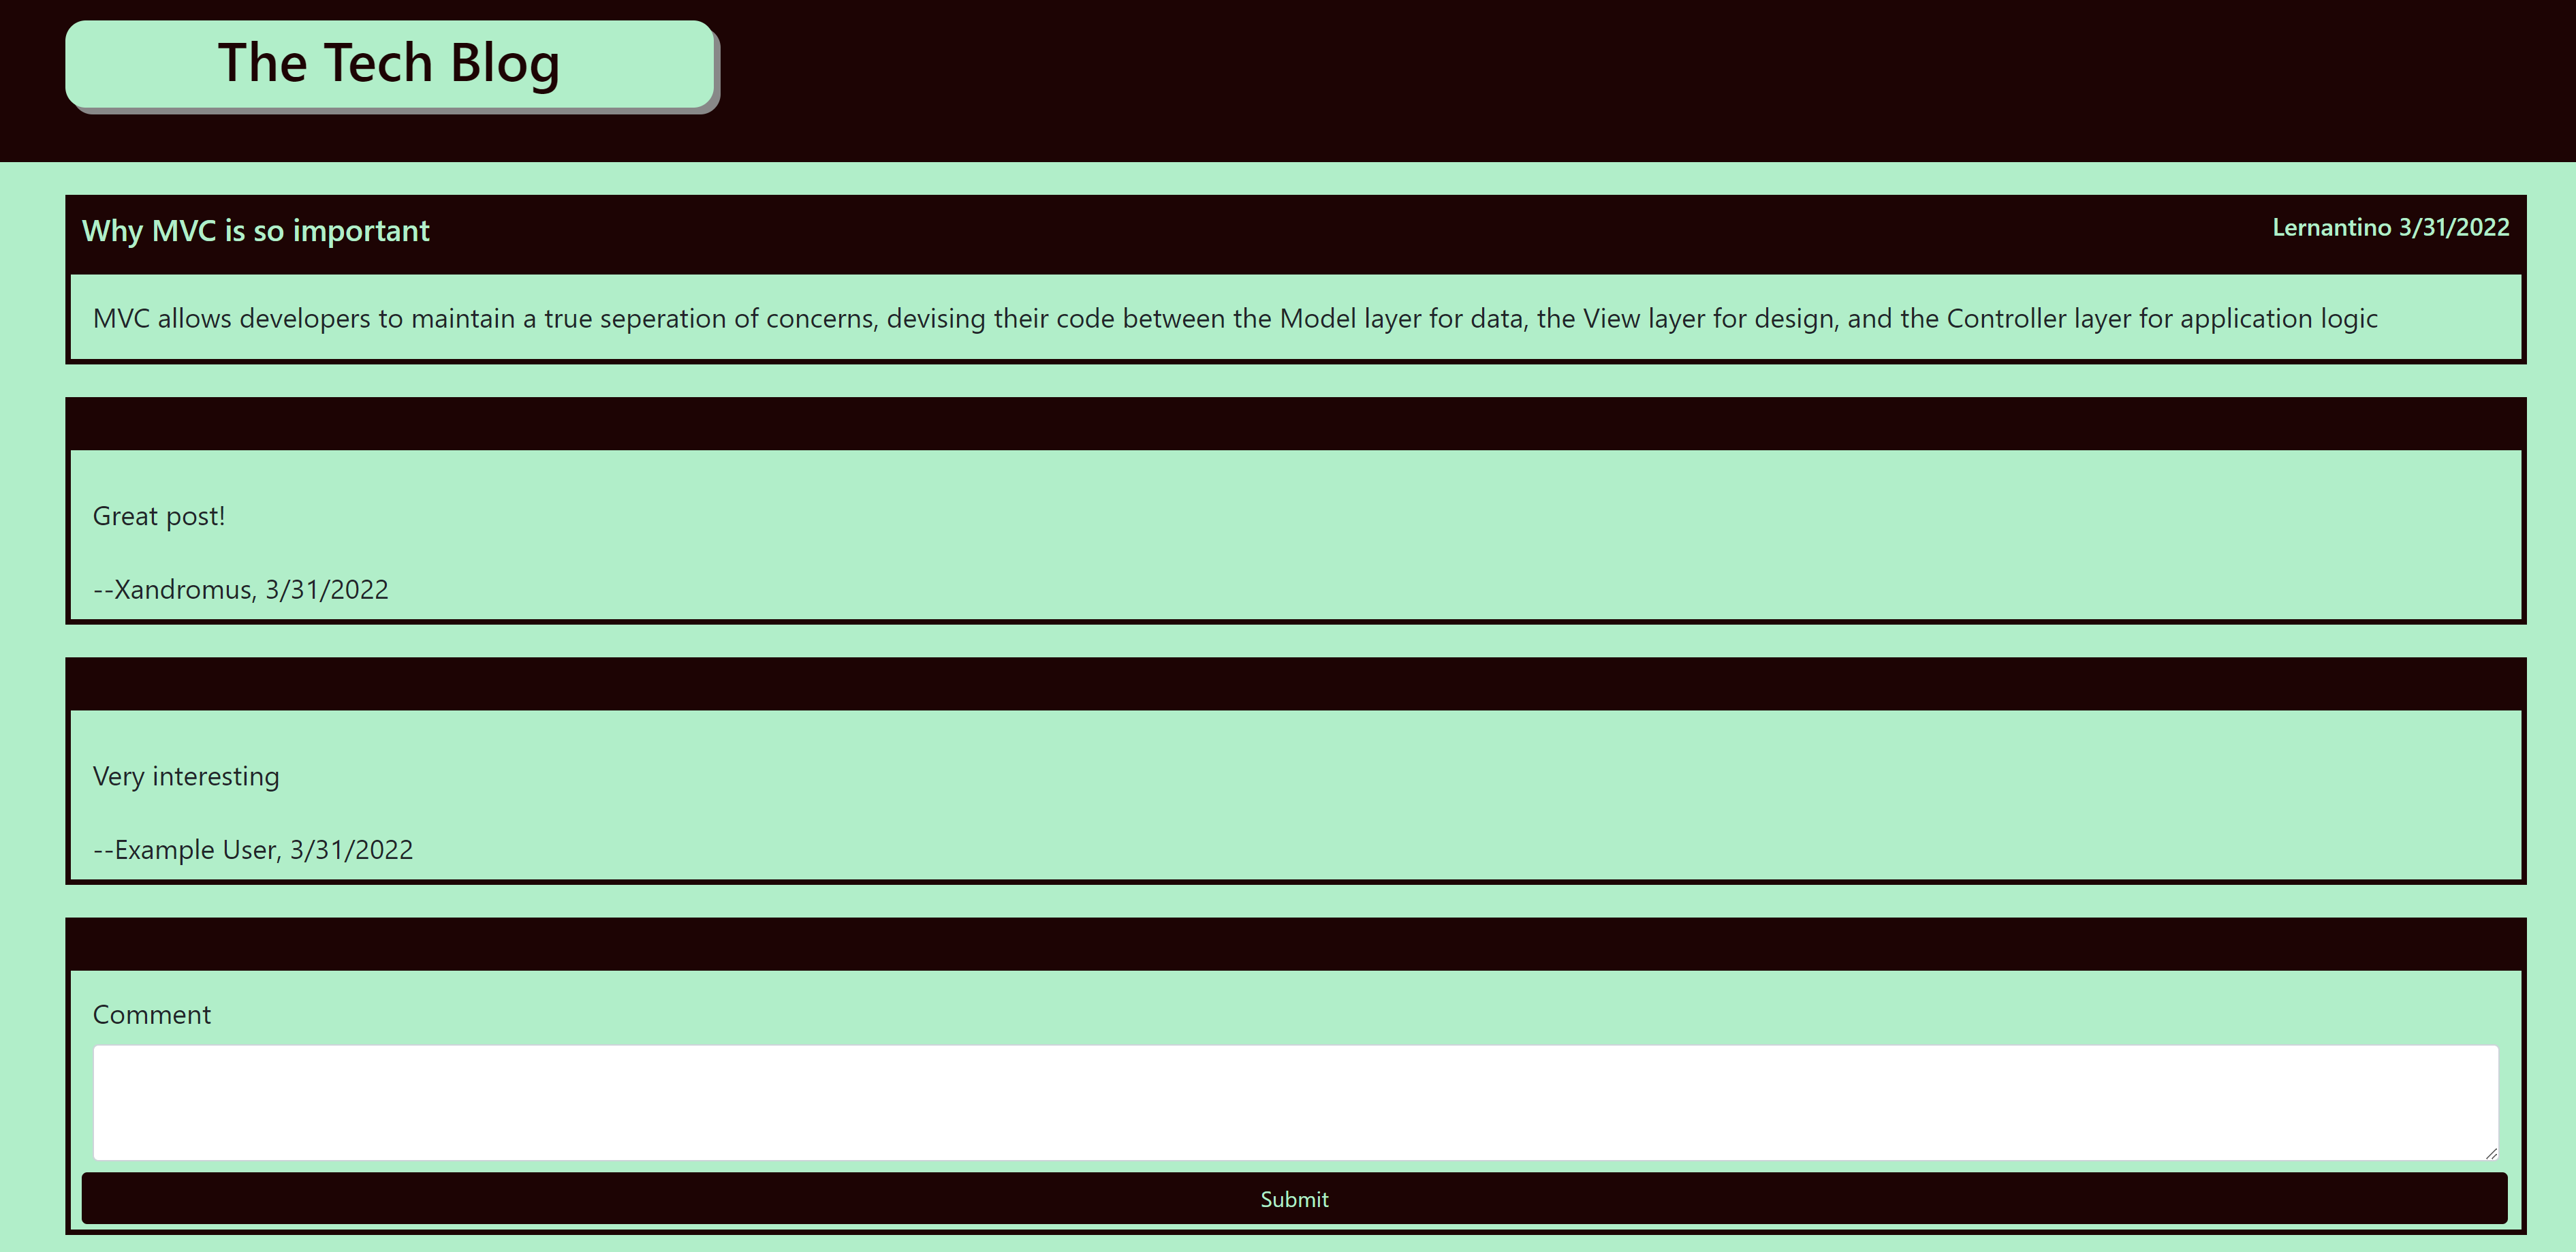 The Tech Blog
Why MVC is so important
Lernantino 3/31/2022
MVC allows developers to maintain a true seperation of concerns, devising their code between the Model layer for data, the View layer for design, and the Controller layer for application logic
Great post!
--Xandromus, 3/31/2022
Very interesting
--Example User, 3/31/2022
Comment
Submit